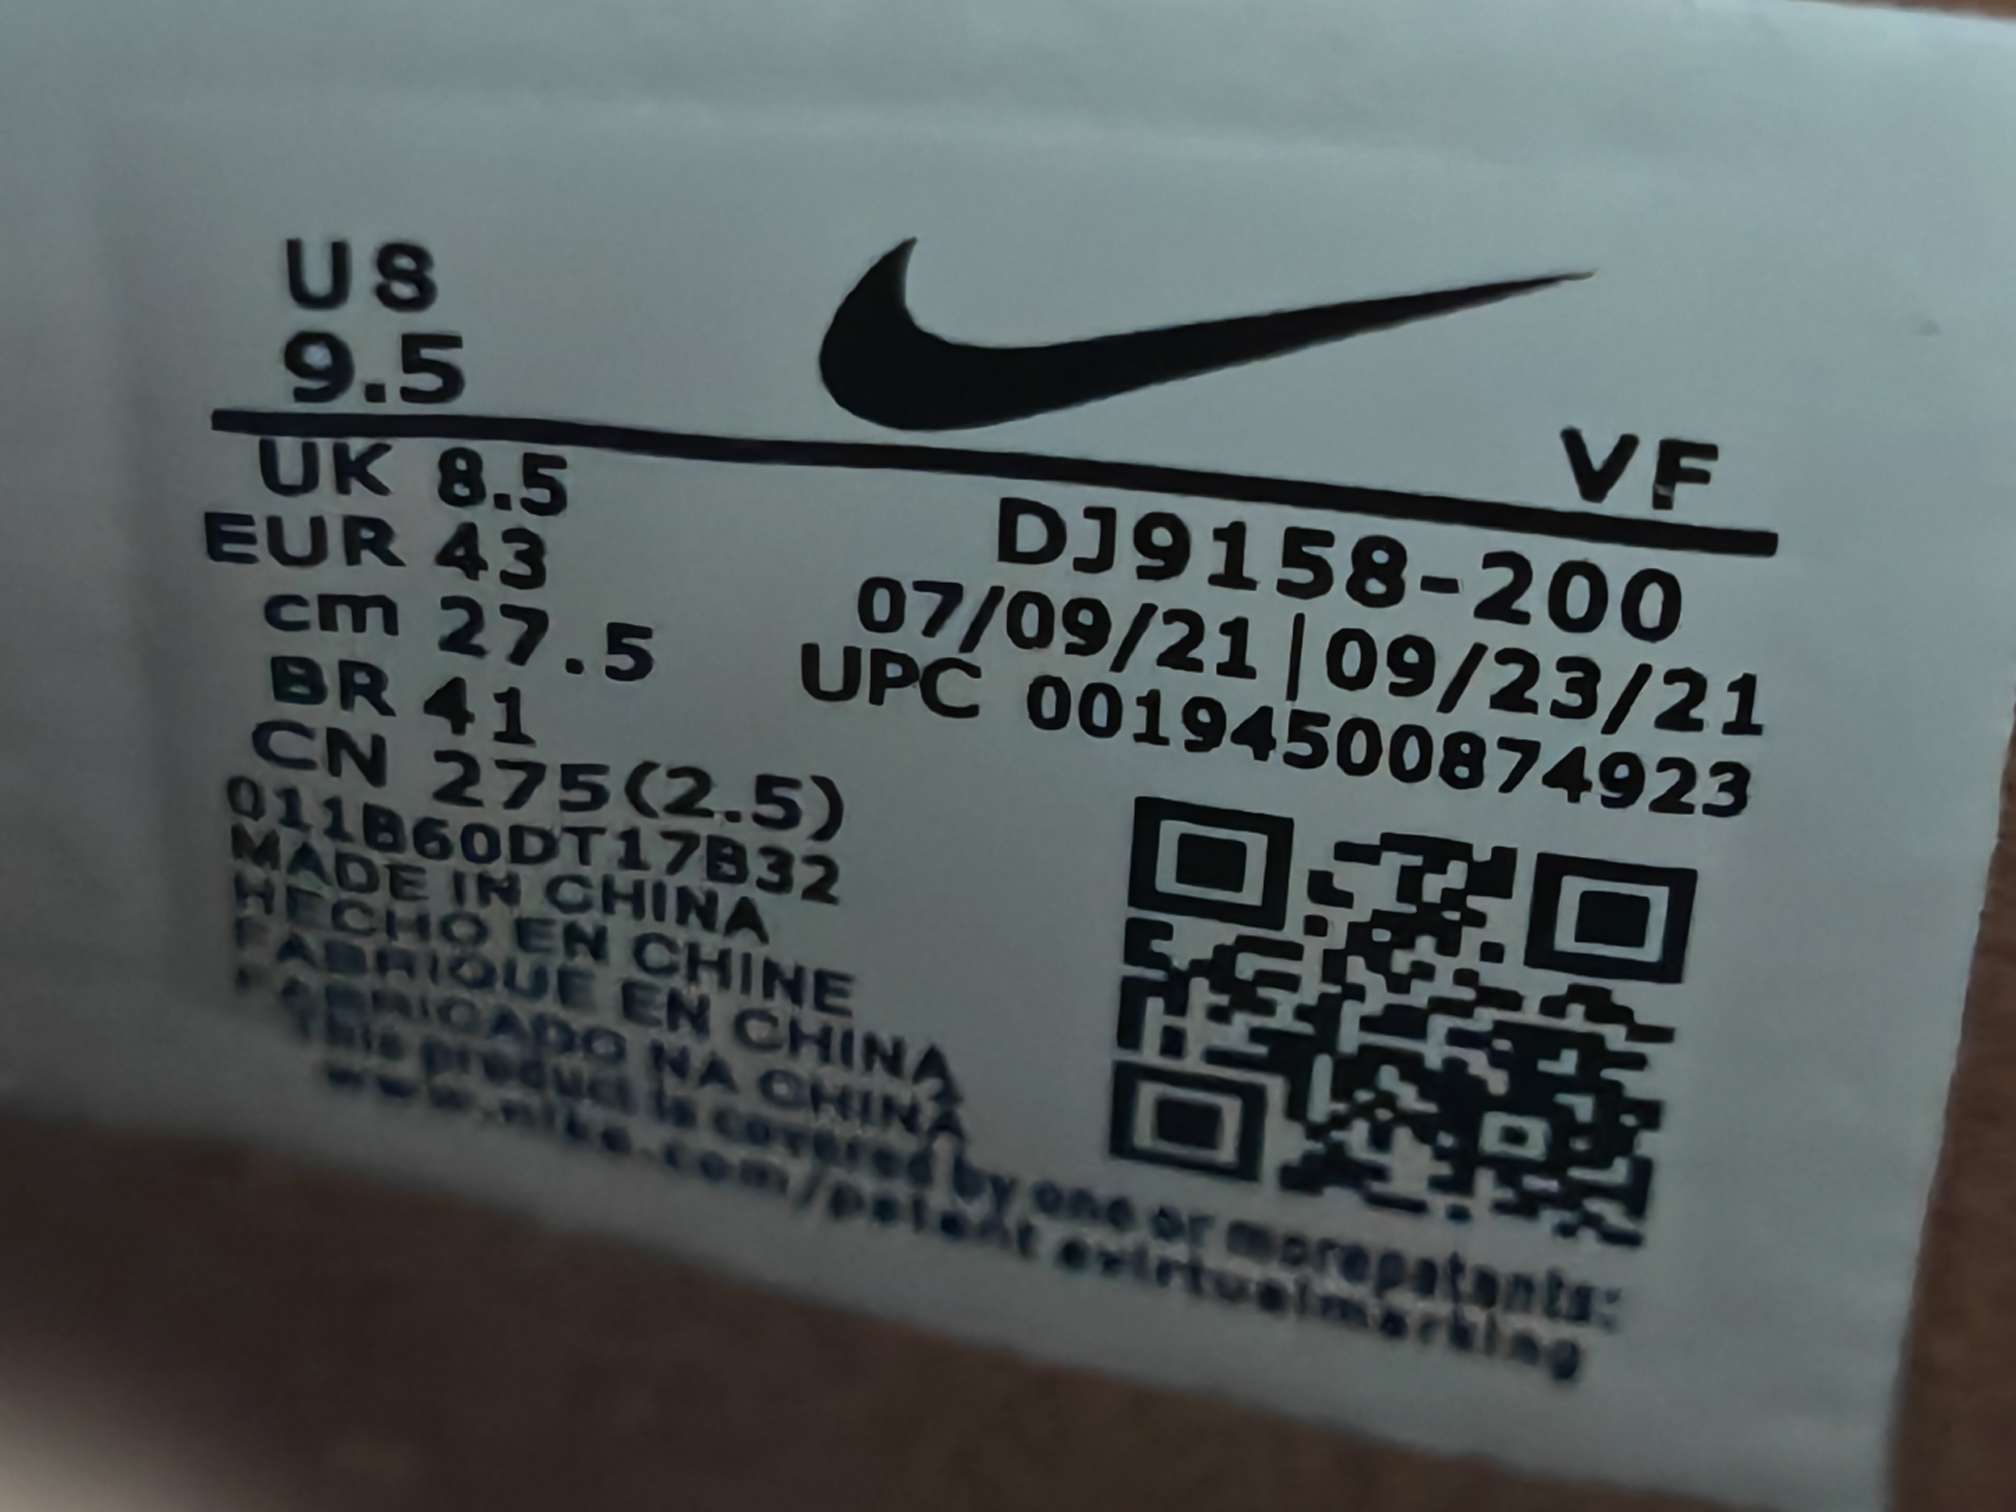 US
9.5
VF
UK 8.5
EUR 43
cm 27.5
BR 41
CN 275(2.5)
011B60DT17B32
MADE IN CHINA
HECHO EN CHINE
FABRIQUE EN CHINA
FABRICADO NA CHINA
This product is covered by one or morepatents:
www.nike.com/patent evirtualmarking
DJ9158-200
07/09/21|09/23/21
UPC 00194500874923